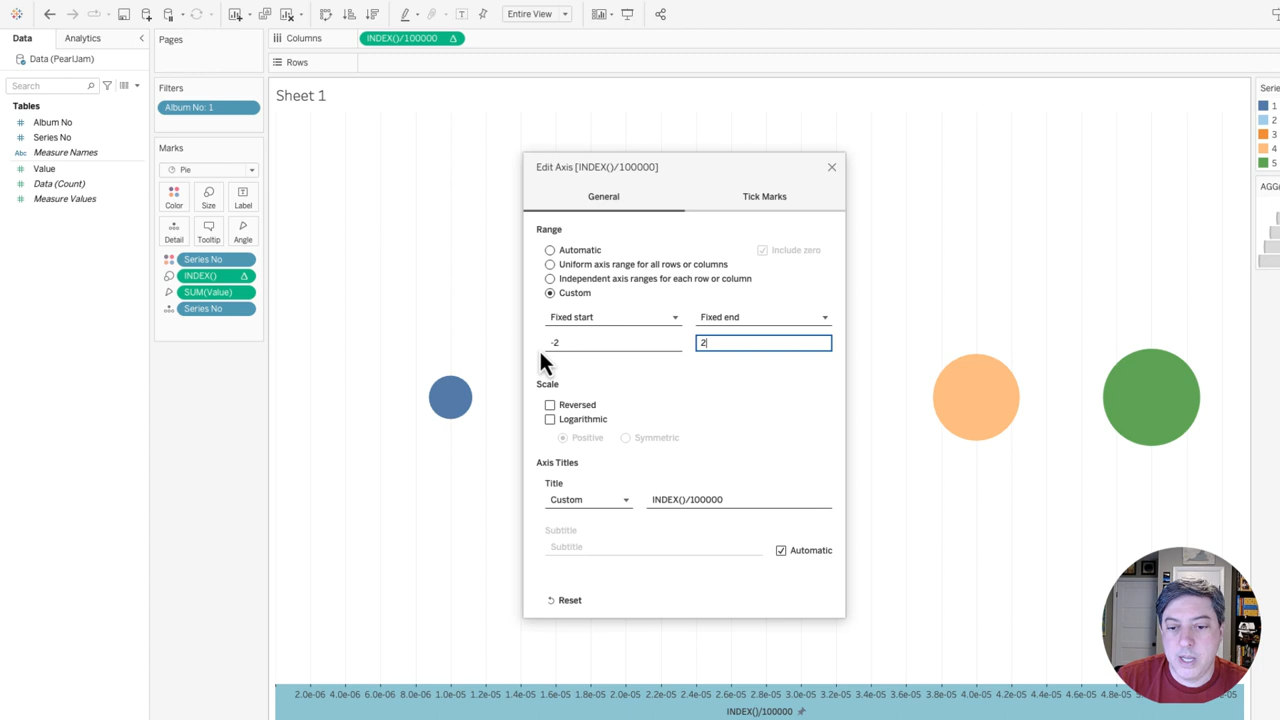 Entire View
Data
Analytics
Data (PearlJam)
Search
Tables
Album No
Series No
Abc
Measure Names
Value
Data (Count)
Measure Values
Pages
Filters
Album No: 1
Marks
Pie
Color
Size
Label
Detail
Tooltip
Angle
Series No
INDEX()
SUM(Value)
Series No
Columns
INDEX()/100000
Rows
Sheet 1
Edit Axis [INDEX()/100000]
General
Tick Marks
Range
Automatic
Include zero
Uniform axis range for all rows or columns
Independent axis ranges for each row or column
Custom
Fixed start
Fixed end
-2
2
Scale
Reversed
Logarithmic
Positive
Symmetric
Axis Titles
Title
Custom
INDEX()/100000
Subtitle
Subtitle
Automatic
Reset
2.0e-06 4.0e-06 6.0e-06 8.0e-06 1.0e-05 1.2e-05 1.4e-05 1.6e-05 1.8e-05 2.0e-05 2.2e-05 2.4e-05 2.6e-05 2.8e-05 3.0e-05 3.2e-05 3.4e-05 3.6e-05 3.8e-05 4.0e-05 4.2e-05 4.4e-05 4.6e-05 4.8e-05
INDEX()/100000
1
2
3
4
5